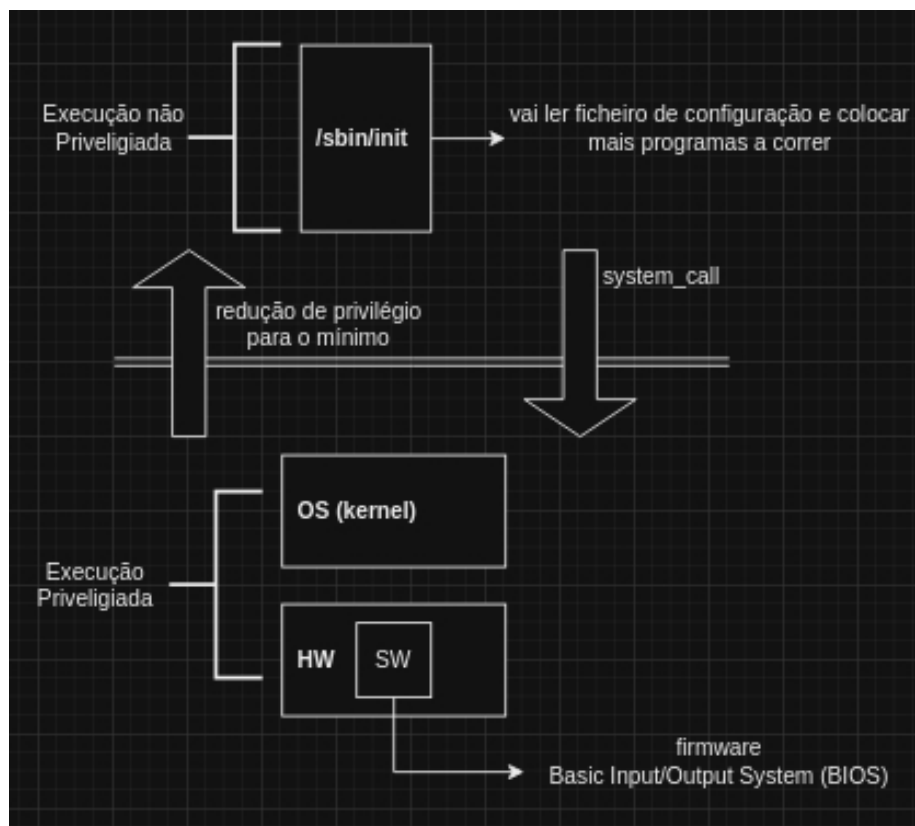 Execução não
Priveligiada
/sbin/init
vai ler ficheiro de configuração e colocar
mais programas a correr
system_call
redução de privilégio
para o mínimo
OS (kernel)
Execução
Priveligiada
HW
SW
firmware
Basic Input/Output System (BIOS)